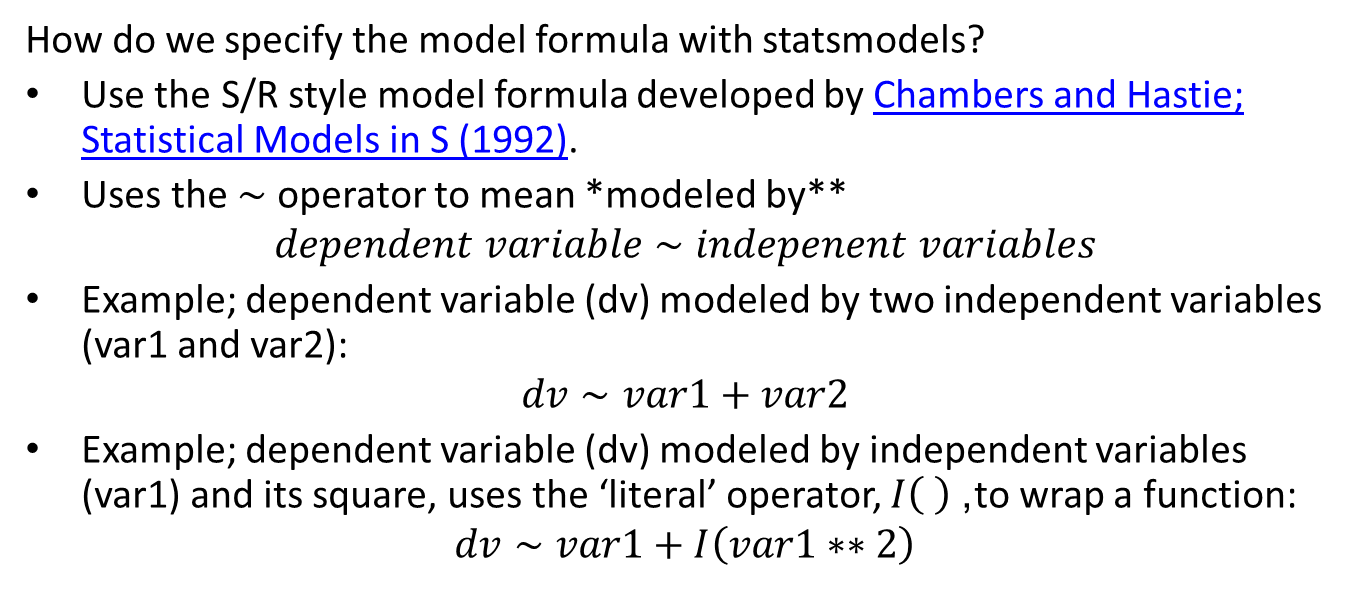 How do we specify the model formula with statsmodels?
• Use the S/R style model formula developed by Chambers and Hastie;
Statistical Models in S (1992).
• Uses the ~ operator to mean *modeled by**
dependent variable ~ indepenent variables
• Example; dependent variable (dv) modeled by two independent variables
(var1 and var2):
dv ~ var1 + var2
• Example; dependent variable (dv) modeled by independent variables
(var1) and its square, uses the ‘literal’ operator, I( ) ,to wrap a function:
dv ~ var1 + I(var1 ** 2)